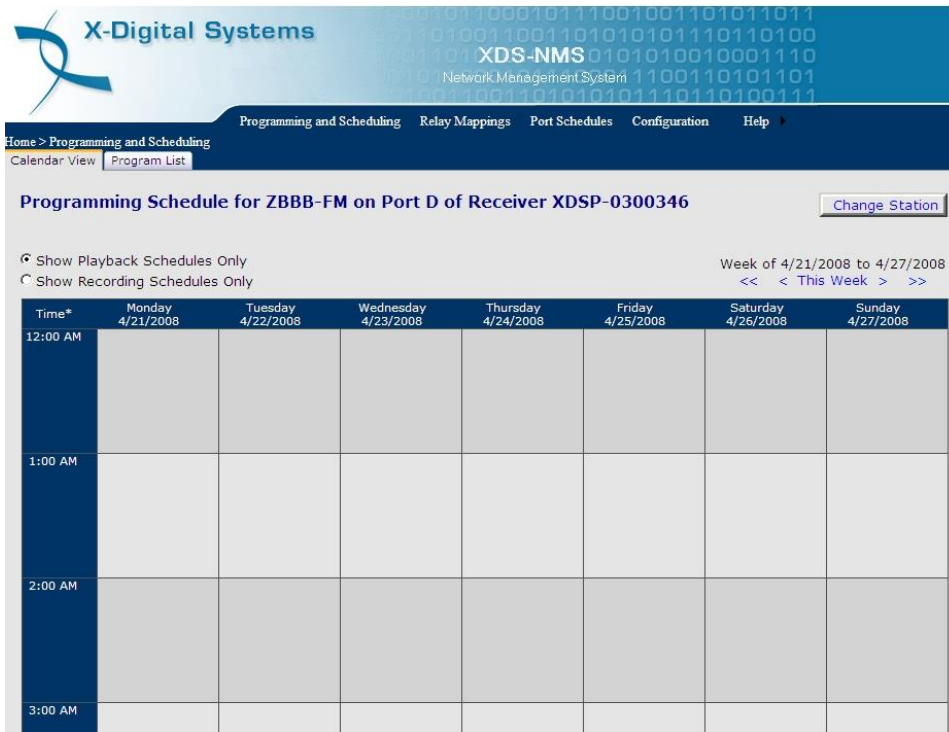 X-Digital Systems
XDS-NMS
Network Management System
Programming and Scheduling Relay Mappings Port Schedules Configuration Help
Home > Programming and Scheduling
Calendar View Program List
Programming Schedule for ZBBB-FM on Port D of Receiver XDSP-0300346
Change Station
Show Playback Schedules Only
Show Recording Schedules Only
Week of 4/21/2008 to 4/27/2008
<< < This Week > >>
Time* Monday Tuesday Wednesday Thursday Friday Saturday Sunday
4/21/2008 4/22/2008 4/23/2008 4/24/2008 4/25/2008 4/26/2008 4/27/2008
12:00 AM
1:00 AM
2:00 AM
3:00 AM